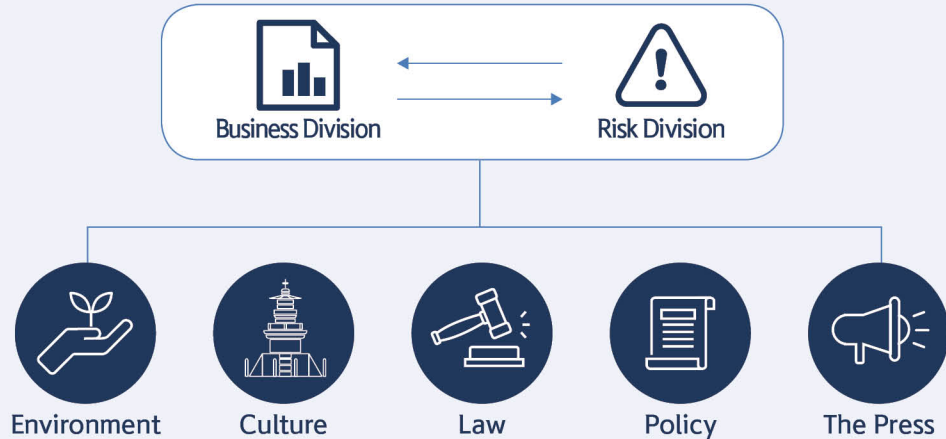 Business Division
Risk Division
Environment
Culture
Law
Policy
The Press